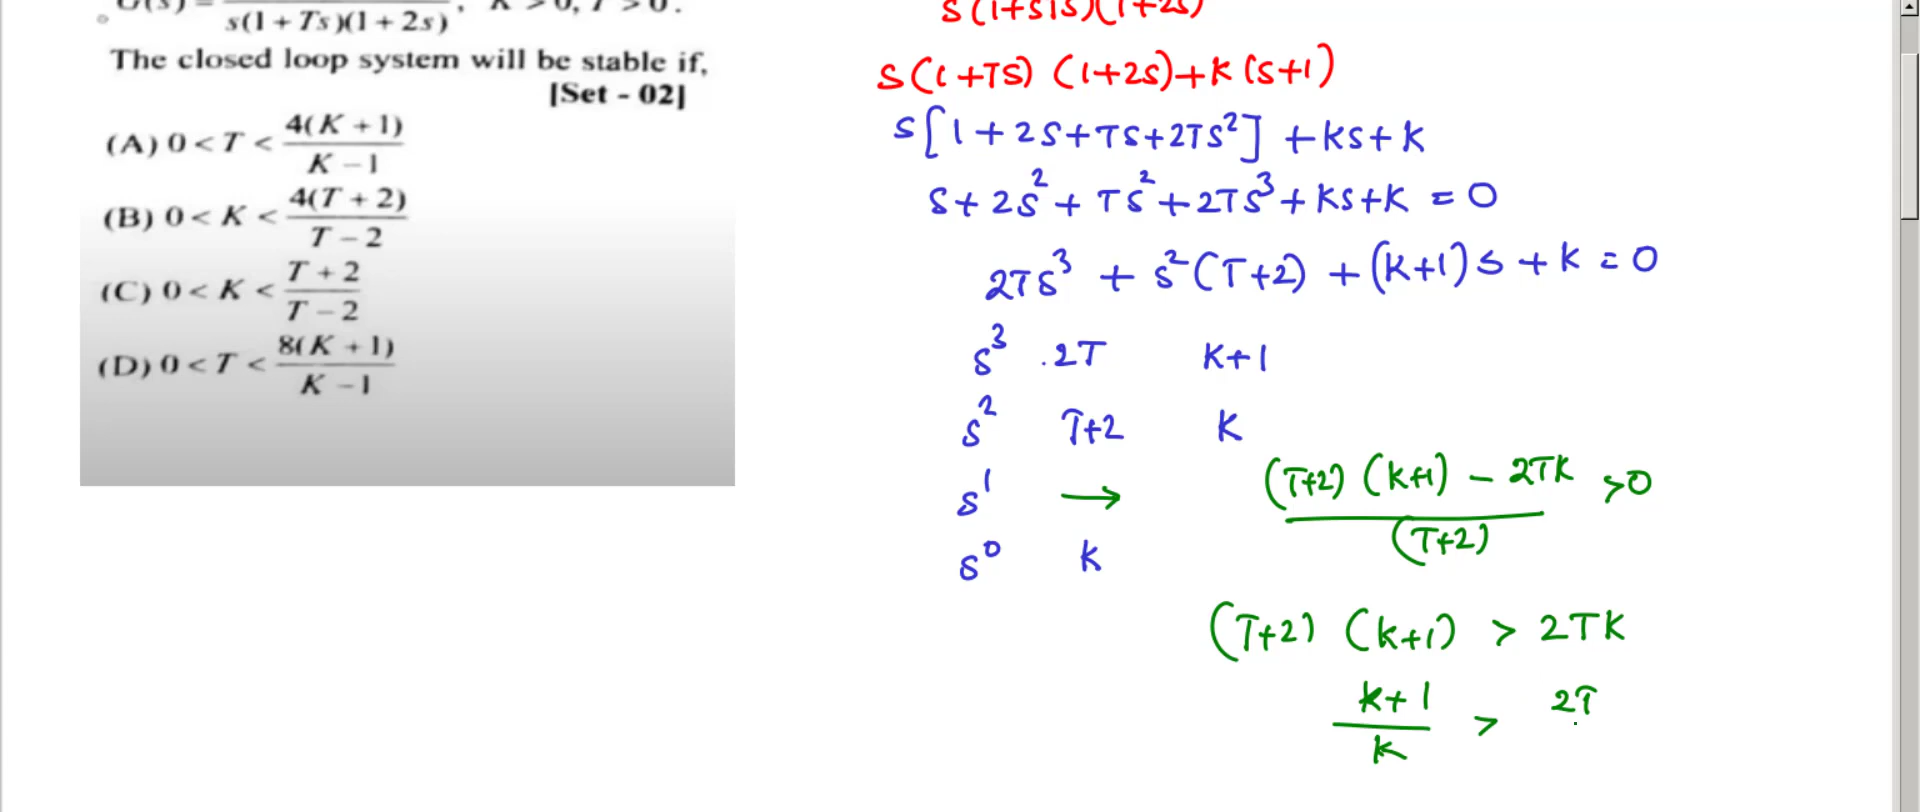 s(1 + Ts)(1 + 2s)
The closed loop system will be stable if,
[Set - 02]
(A) 0 < T < 4(K + 1)
K – 1
(B) 0 < K < 4(T + 2)
T – 2
(C) 0 < K < T + 2
T – 2
(D) 0 < T < 8(K + 1)
K – 1
S(1+TS) (1+2S)+K(S+1)
S[1+2S+TS+2TS²]+KS+K
S+2S²+TS²+2TS³+KS+K=0
2TS³ + S²(T+2) + (K+1)S + K = 0
S³ 2T K+1
S² T+2 K
S¹ → (T+2) (K+1) – 2TK > 0
(T+2)
S⁰ K
(T+2) (K+1) > 2TK
K+1 > 2T
K